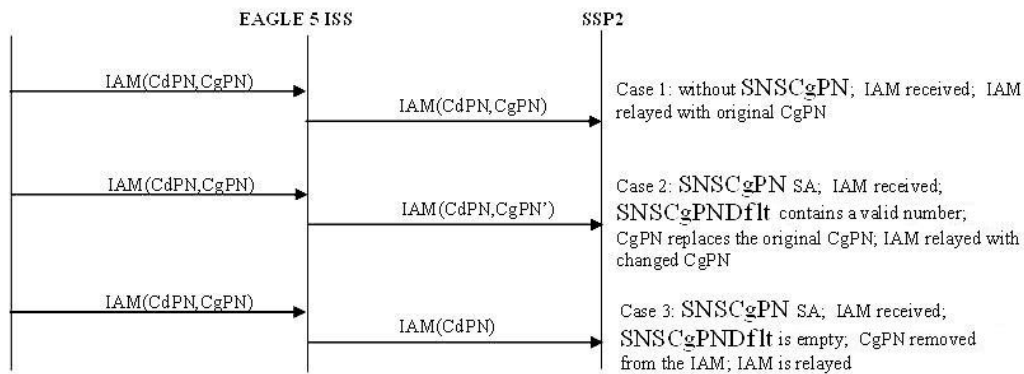 EAGLE 5 ISS
SSP2
IAM(CdPN,CgPN)
IAM(CdPN,CgPN)
Case 1: without SNSCgPN; IAM received; IAM
relayed with original CgPN
IAM(CdPN,CgPN)
IAM(CdPN,CgPN’)
Case 2: SNSCgPN SA; IAM received;
SNSCgPNDflt contains a valid number;
CgPN replaces the original CgPN; IAM relayed with
changed CgPN
IAM(CdPN,CgPN)
IAM(CdPN)
Case 3: SNSCgPN SA; IAM received;
SNSCgPNDflt is empty; CgPN removed
from the IAM; IAM is relayed